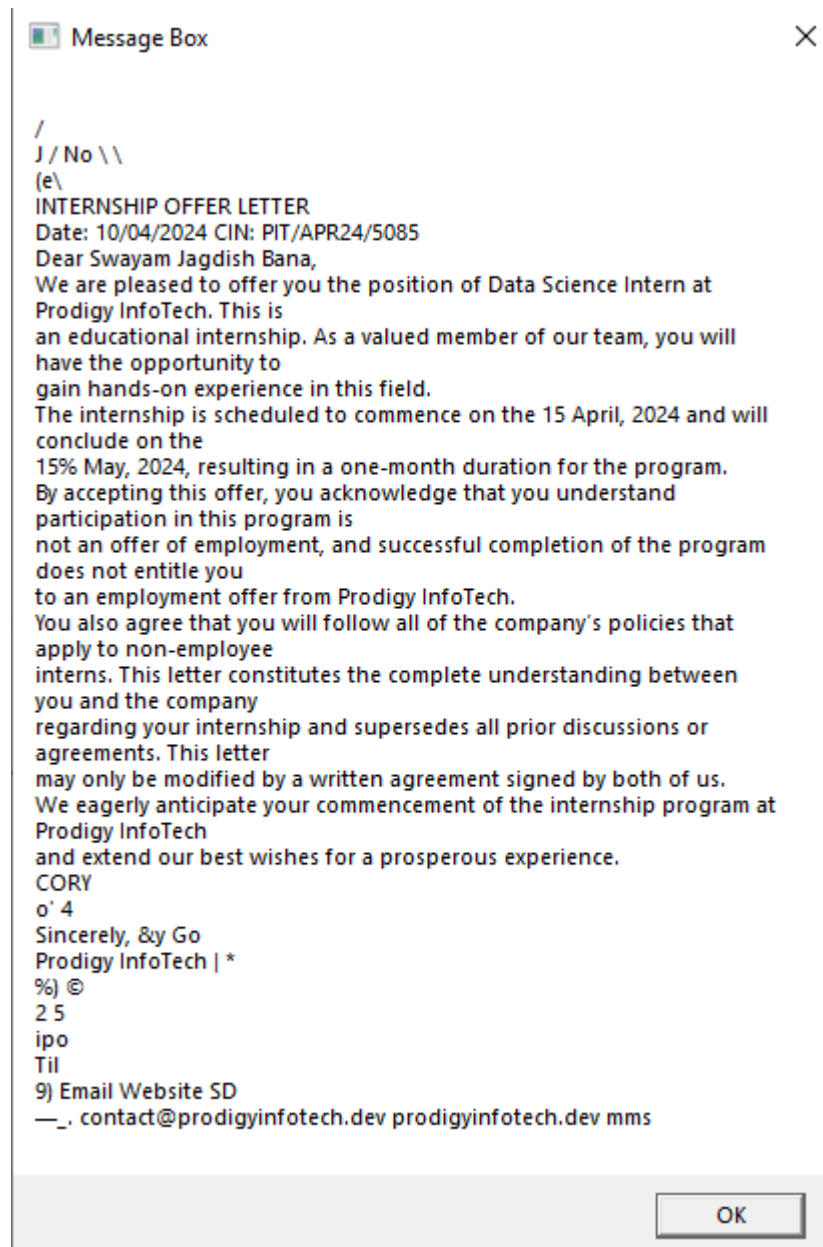 Message Box
/
J / No \ \
(e\
INTERNSHIP OFFER LETTER
Date: 10/04/2024 CIN: PIT/APR24/5085
Dear Swayam Jagdish Bana,
We are pleased to offer you the position of Data Science Intern at
Prodigy InfoTech. This is
an educational internship. As a valued member of our team, you will
have the opportunity to
gain hands-on experience in this field.
The internship is scheduled to commence on the 15 April, 2024 and will
conclude on the
15% May, 2024, resulting in a one-month duration for the program.
By accepting this offer, you acknowledge that you understand
participation in this program is
not an offer of employment, and successful completion of the program
does not entitle you
to an employment offer from Prodigy InfoTech.
You also agree that you will follow all of the company's policies that
apply to non-employee
interns. This letter constitutes the complete understanding between
you and the company
regarding your internship and supersedes all prior discussions or
agreements. This letter
may only be modified by a written agreement signed by both of us.
We eagerly anticipate your commencement of the internship program at
Prodigy InfoTech
and extend our best wishes for a prosperous experience.
CORY
o' 4
Sincerely, &y Go
Prodigy InfoTech | *
%) ©
2 5
ipo
Til
9) Email Website SD
—_. contact@prodigyinfotech.dev prodigyinfotech.dev mms
OK